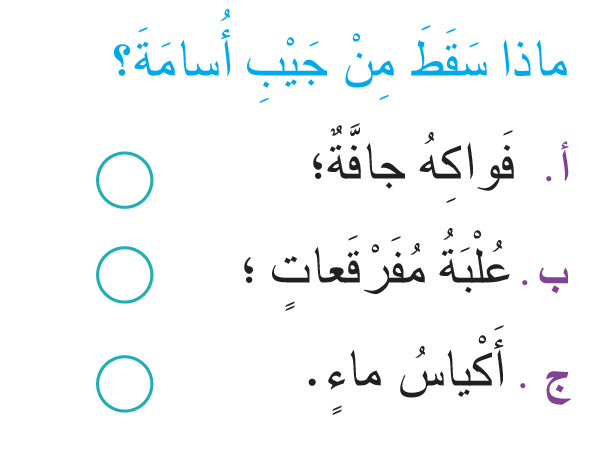 ماذا سَقَطَ مِنْ جَيْبِ أُسامَةَ؟
أ. فَواكِهُ جافَّةٌ؛
ب. عُلْبَةُ مُفَرْقَعاتٍ ؛
ج. أَكْياسُ ماءٍ.